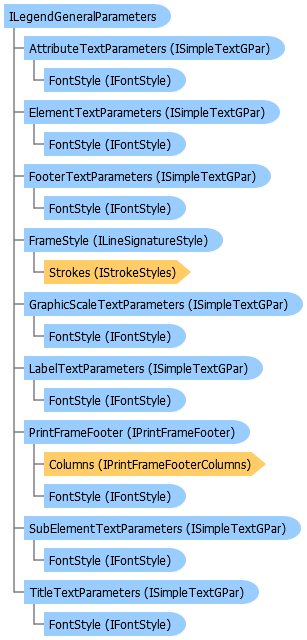 ILegendGeneralParameters
AttributeTextParameters (ISimpleTextGPar)
FontStyle (IFontStyle)
ElementTextParameters (ISimpleTextGPar)
FontStyle (IFontStyle)
FooterTextParameters (ISimpleTextGPar)
FontStyle (IFontStyle)
FrameStyle (ILineSignatureStyle)
Strokes (IStrokeStyles)
GraphicScaleTextParameters (ISimpleTextGPar)
FontStyle (IFontStyle)
LabelTextParameters (ISimpleTextGPar)
FontStyle (IFontStyle)
PrintFrameFooter (IPrintFrameFooter)
Columns (IPrintFrameFooterColumns)
FontStyle (IFontStyle)
SubElementTextParameters (ISimpleTextGPar)
FontStyle (IFontStyle)
TitleTextParameters (ISimpleTextGPar)
FontStyle (IFontStyle)